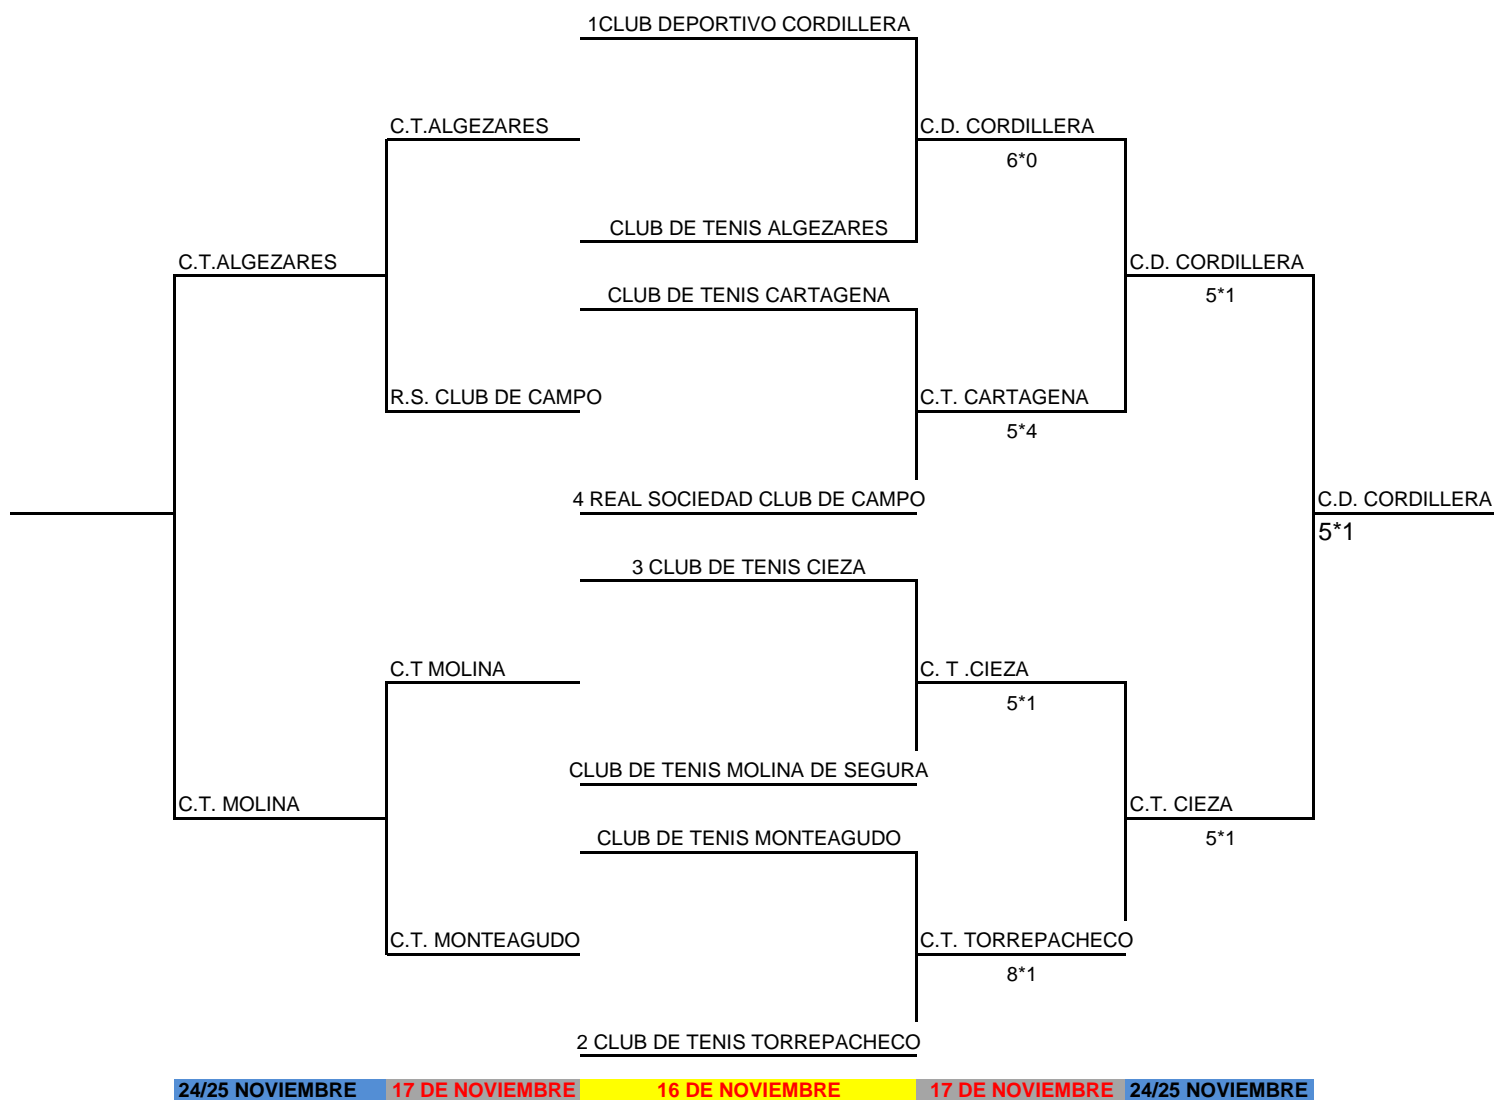 1CLUB DEPORTIVO CORDILLERA
C.T.ALGEZARES
C.D. CORDILLERA
6*0
CLUB DE TENIS ALGEZARES
C.T.ALGEZARES
C.D. CORDILLERA
CLUB DE TENIS CARTAGENA
5*1
R.S. CLUB DE CAMPO
C.T. CARTAGENA
5*4
4 REAL SOCIEDAD CLUB DE CAMPO
C.D. CORDILLERA
5*1
3 CLUB DE TENIS CIEZA
C.T MOLINA
C. T .CIEZA
5*1
CLUB DE TENIS MOLINA DE SEGURA
C.T. MOLINA
C.T. CIEZA
CLUB DE TENIS MONTEAGUDO
5*1
C.T. MONTEAGUDO
C.T. TORREPACHECO
8*1
2 CLUB DE TENIS TORREPACHECO
24/25 NOVIEMBRE 17 DE NOVIEMBRE 16 DE NOVIEMBRE 17 DE NOVIEMBRE 24/25 NOVIEMBRE